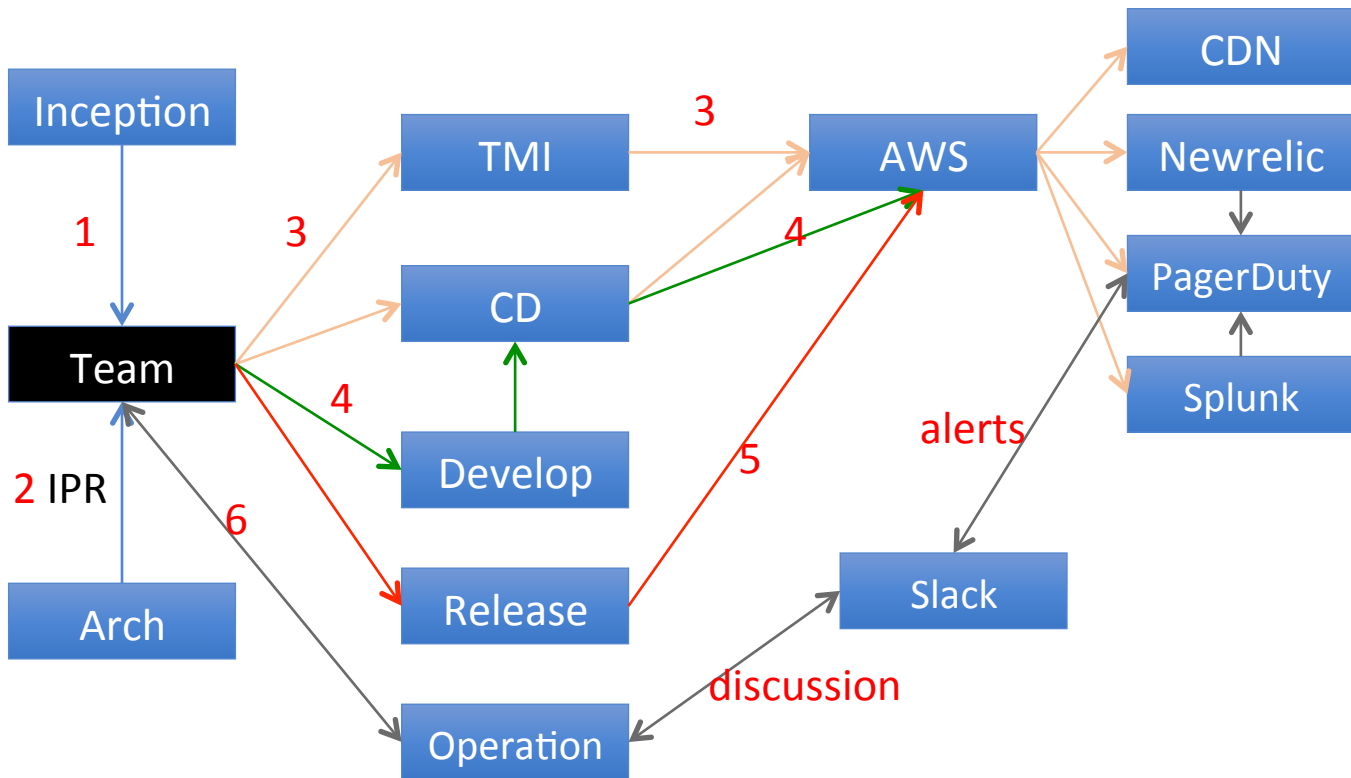 CDN
Inception
3
TMI
AWS
Newrelic
1
3
4
CD
PagerDuty
Team
4
Splunk
alerts
Develop
5
2 IPR
6
Slack
Arch
Release
discussion
Operation